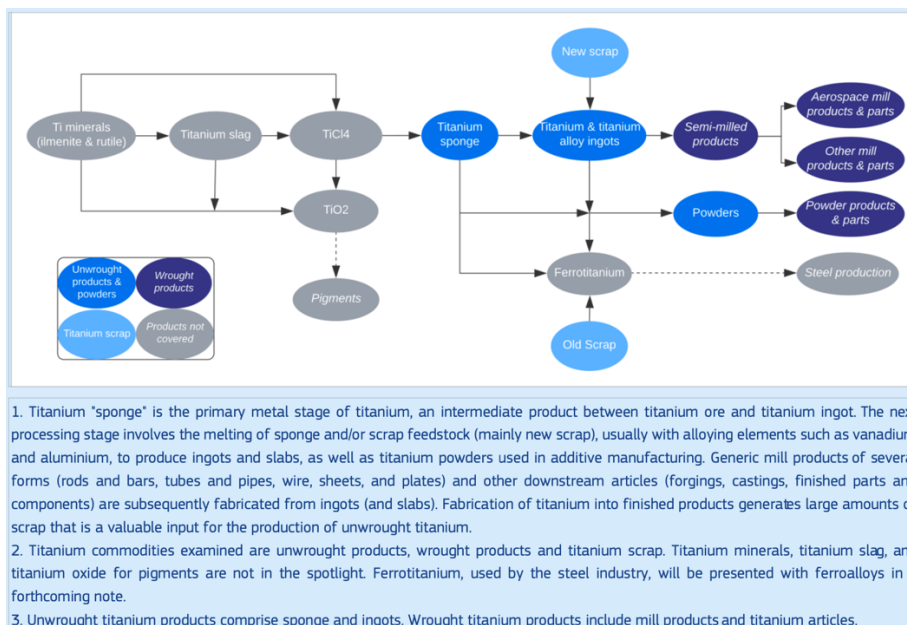 New scrap
Aerospace mill
products & parts
Ti minerals
(ilmenite & rutile)
Titanium slag
TiCl4
Titanium
sponge
Titanium & titanium
alloy ingots
Semi-milled
products
Other mill
products & parts
TiO2
Powders
Powder products
& parts
Unwrought
products &
powders
Wrought
products
Ferrotitanium
Steel production
Pigments
Titanium scrap
Products not
covered
Old Scrap
1. Titanium "sponge" is the primary metal stage of titanium, an intermediate product between titanium ore and titanium ingot. The
processing stage involves the melting of sponge and/or scrap feedstock (mainly new scrap), usually with alloying elements such as
and aluminium, to produce ingots and slabs, as well as titanium powders used in additive manufacturing. Generic mill products of
forms (rods and bars, tubes and pipes, wire, sheets, and plates) and other downstream articles (forgings, castings, finished parts
components) are subsequently fabricated from ingots (and slabs). Fabrication of titanium into finished products generates large amounts
scrap that is a valuable input for the production of unwrought titanium.
2. Titanium commodities examined are unwrought products, wrought products and titanium scrap. Titanium minerals, titanium slag,
titanium oxide for pigments are not in the spotlight. Ferrotitanium, used by the steel industry, will be presented with ferroalloys in
forthcoming note.
3. Unwrought titanium products comprise sponge and ingots. Wrought titanium products include mill products and titanium articles.